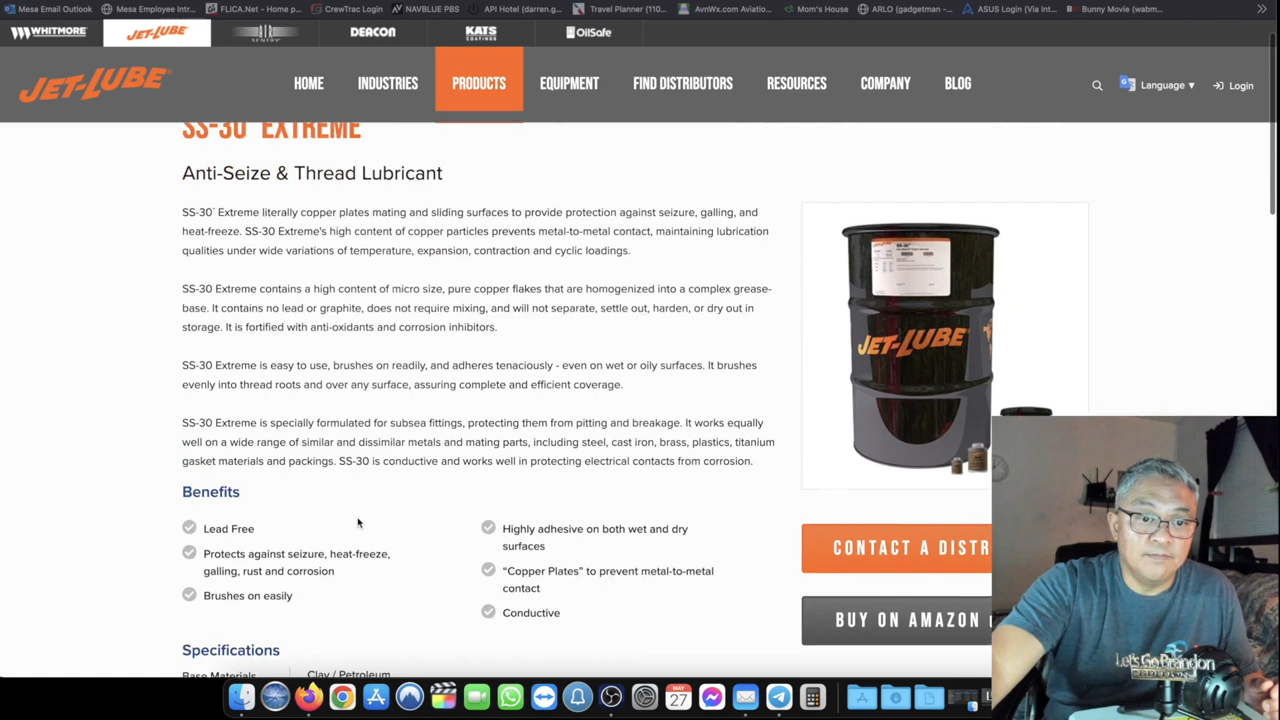 Mesa Email Outlook
Mesa Employee Intr...
FLICA.Net - Home p...
CrewTrac Login
NAVBLUE PBS
API Hotel (darren.g...
Travel Planner (110...
AvnWx.com Aviatio...
Mom's House
ARLO (gadgetman -...
ASUS Login (Via Int...
Bunny Movie (wabm...
WHITMORE
JET-LUBE
AIR SENTRY
DEACON
KATS COATINGS
OilSafe
JET-LUBE®
HOME
INDUSTRIES
PRODUCTS
EQUIPMENT
FIND DISTRIBUTORS
RESOURCES
COMPANY
BLOG
Language ▼
Login
SS-30® EXTREME
Anti-Seize & Thread Lubricant
SS-30® Extreme literally copper plates mating and sliding surfaces to provide protection against seizure, galling, and
heat-freeze. SS-30 Extreme's high content of copper particles prevents metal-to-metal contact, maintaining lubrication
qualities under wide variations of temperature, expansion, contraction and cyclic loadings.
SS-30 Extreme contains a high content of micro size, pure copper flakes that are homogenized into a complex grease-
base. It contains no lead or graphite, does not require mixing, and will not separate, settle out, harden, or dry out in
storage. It is fortified with anti-oxidants and corrosion inhibitors.
SS-30 Extreme is easy to use, brushes on readily, and adheres tenaciously - even on wet or oily surfaces. It brushes
evenly into thread roots and over any surface, assuring complete and efficient coverage.
SS-30 Extreme is specially formulated for subsea fittings, protecting them from pitting and breakage. It works equally
well on a wide range of similar and dissimilar metals and mating parts, including steel, cast iron, brass, plastics, titanium
gasket materials and packings. SS-30 is conductive and works well in protecting electrical contacts from corrosion.
JET-LUBE
Benefits
Lead Free
Protects against seizure, heat-freeze,
galling, rust and corrosion
Brushes on easily
Highly adhesive on both wet and dry
surfaces
“Copper Plates” to prevent metal-to-metal
contact
Conductive
CONTACT A DISTR
BUY ON AMAZON
Specifications
Base Materials
Clay / Petroleum
Let's Go Brandon
MAY
27